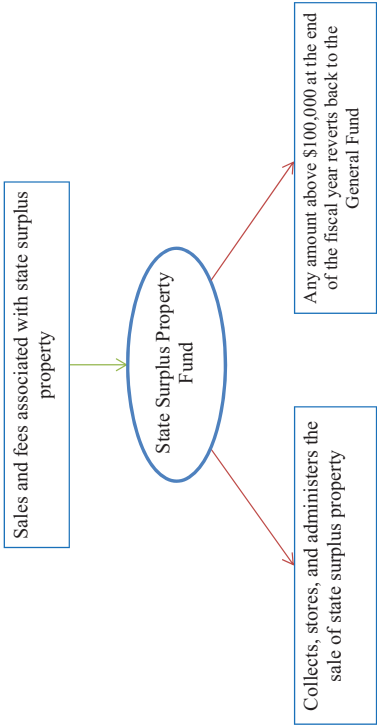 Sales and fees associated with state surplus
property
State Surplus Property
Fund
Collects, stores, and administers the
sale of state surplus property
Any amount above $100,000 at the end
of the fiscal year reverts back to the
General Fund